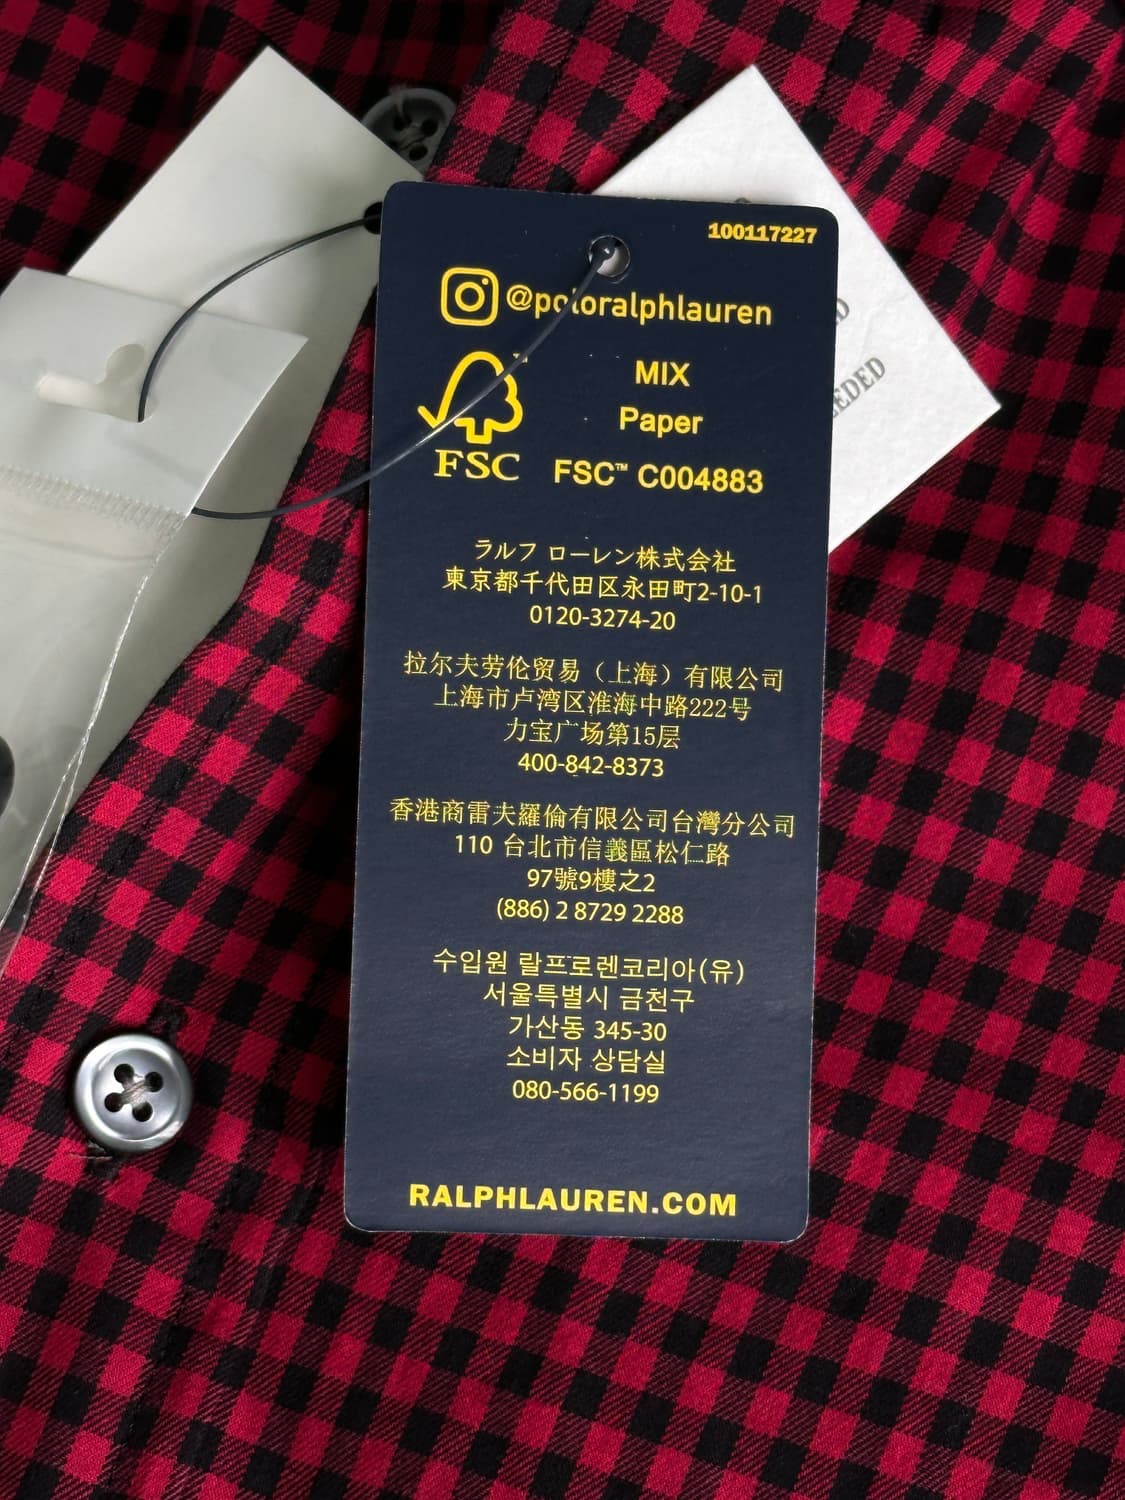 100117227
@poloralphlauren
MIX
Paper
FSC™ C004883
FSC
ラルフ ローレン株式会社
東京都千代田区永田町2-10-1
0120-3274-20
拉尔夫劳伦贸易（上海）有限公司
上海市卢湾区淮海中路222号
力宝广场第15层
400-842-8373
香港商雷夫羅倫有限公司台灣分公司
110 台北市信義區松仁路
97號9樓之2
(886) 2 8729 2288
수입원 랄프로렌코리아(유)
서울특별시 금천구
가산동 345-30
소비자 상담실
080-566-1199
RALPHLAUREN.COM